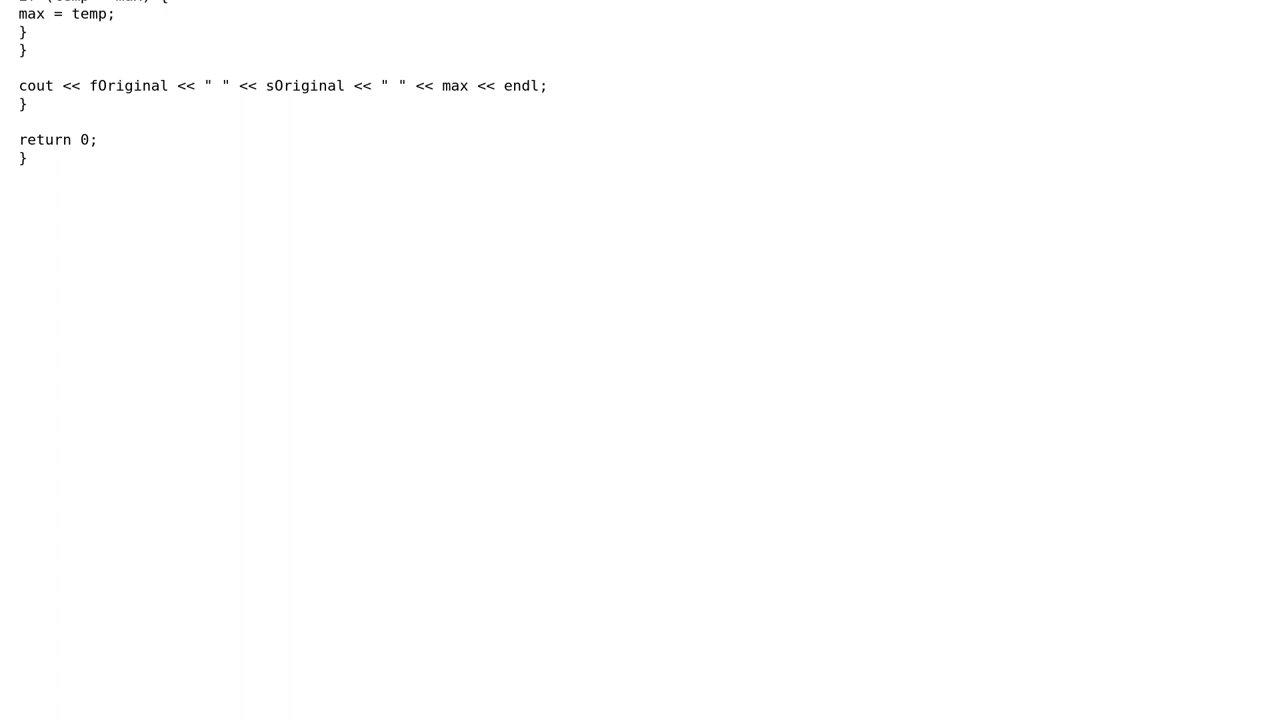 max = temp;
}
}
cout << fOriginal << " " << sOriginal << " " << max << endl;
}
return 0;
}